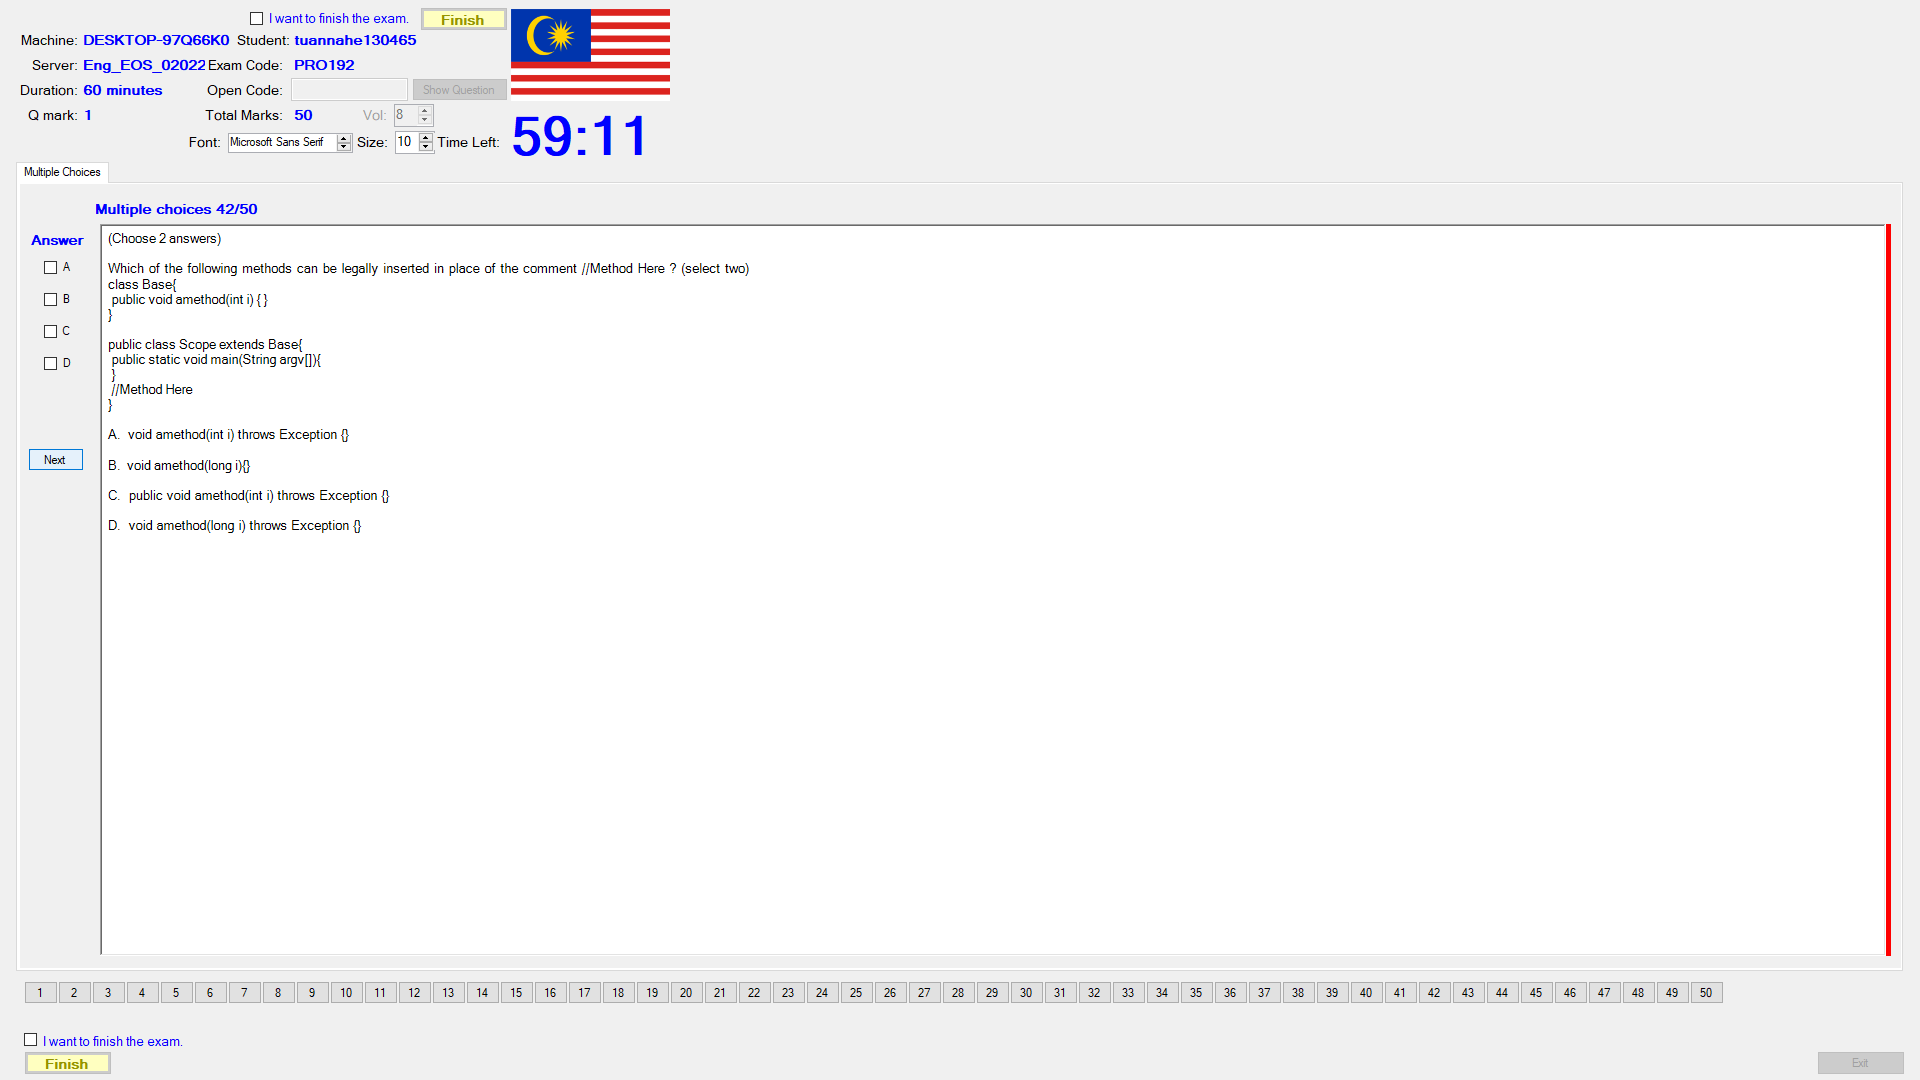 I want to finish the exam. Finish
Machine: DESKTOP-97Q66K0 Student: tuannahe130465
Server: Eng_EOS_02022 Exam Code: PRO192
Duration: 60 minutes Open Code: Show Question
Q mark: 1 Total Marks: 50 Vol: 8
Font: Microsoft Sans Serif Size: 10 Time Left: 59:11
Multiple Choices
Multiple choices 42/50
Answer
A
B
C
D
Next
(Choose 2 answers)
Which of the following methods can be legally inserted in place of the comment //Method Here ? (select two)
class Base{
public void amethod(int i) { }
}
public class Scope extends Base{
public static void main(String argv[]){
}
//Method Here
}
A. void amethod(int i) throws Exception {}
B. void amethod(long i){}
C. public void amethod(int i) throws Exception {}
D. void amethod(long i) throws Exception {}
1 2 3 4 5 6 7 8 9 10 11 12 13 14 15 16 17 18 19 20 21 22 23 24 25 26 27 28 29 30 31 32 33 34 35 36 37 38 39 40 41 42 43 44 45 46 47 48 49 50
I want to finish the exam.
Finish Exit